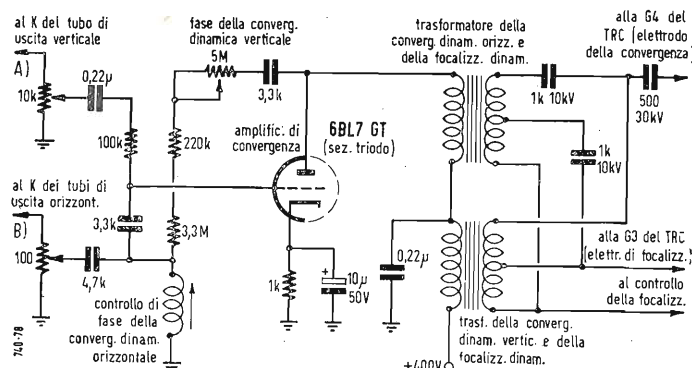 al K del tubo di
uscita verticale
A)
10k
0,22µ
100k
fase della converg.
dinamica verticale
5M
3,3k
220k
amplific. di
convergenza
6BL7 GT
(sez. triodo)
trasformatore della
converg. dinam. orizz. e
della focalizz. dinam.
alla G4 del
TRC (elettrodo
della convergenza)
1k 10kV
500
30kV
1k
10kV
al K dei tubi di
uscita orizzont.
B)
100
3,3k
4,7k
3,3M
controllo di
fase della
converg. dinam.
orizzontale
1k
+
10µ
50V
0,22µ
alla G3 del TRC
(elettr. di focalizz.)
al controllo
della focalizz.
trasf. della converg.
dinam. vertic. e della
focalizz. dinam.
+400V
740-78